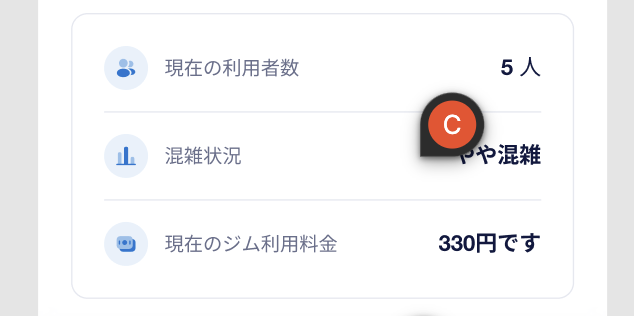 現在の利用者数
5 人
C
混雑状況
やや混雑
現在のジム利用料金
330円です